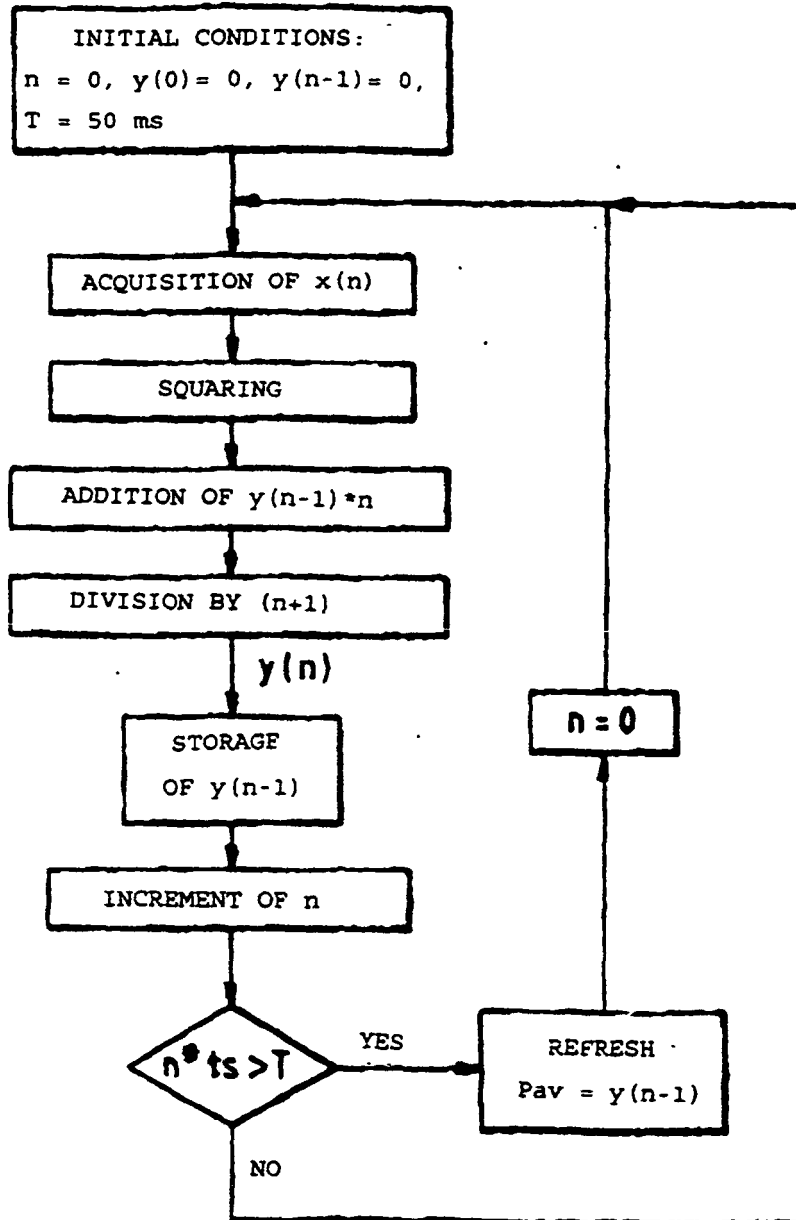 INITIAL CONDITIONS:
n = 0, y(0)= 0, y(n-1)= 0,
T = 50 ms
ACQUISITION OF x(n)
SQUARING
ADDITION OF y(n-1)*n
DIVISION BY (n+1)
y(n)
STORAGE
OF y(n-1)
n = 0
INCREMENT OF n
n* ts > T
YES
REFRESH
Pav = y(n-1)
NO